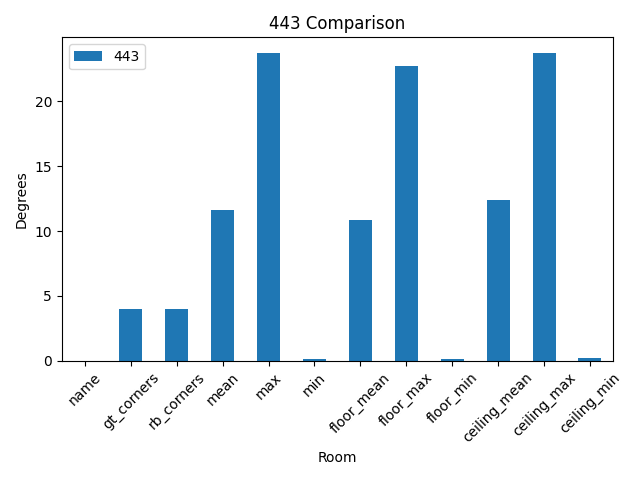 443 Comparison
443
Degrees
20
15
10
5
0
name
gt_corners
rb_corners
mean
max
min
floor_mean
floor_max
floor_min
ceiling_mean
ceiling_max
ceiling_min
Room